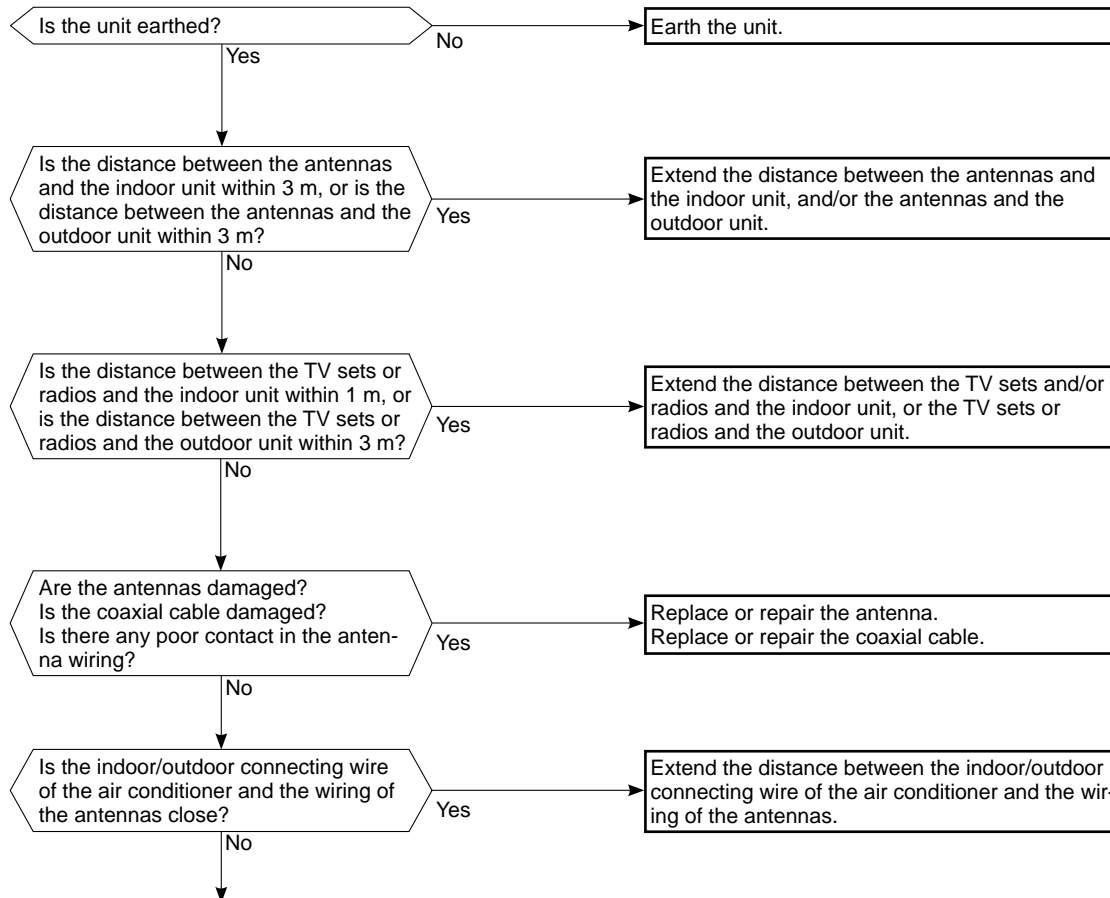 Is the unit earthed?
No
Earth the unit.
Yes
Is the distance between the antennas
and the indoor unit within 3 m, or is the
distance between the antennas and the
outdoor unit within 3 m?
Yes
Extend the distance between the antennas and
the indoor unit, and/or the antennas and the
outdoor unit.
No
Is the distance between the TV sets or
radios and the indoor unit within 1 m, or
is the distance between the TV sets or
radios and the outdoor unit within 3 m?
Yes
Extend the distance between the TV sets and/or
radios and the indoor unit, or the TV sets or
radios and the outdoor unit.
No
Are the antennas damaged?
Is the coaxial cable damaged?
Is there any poor contact in the anten-
na wiring?
Yes
Replace or repair the antenna.
Replace or repair the coaxial cable.
No
Is the indoor/outdoor connecting wire
of the air conditioner and the wiring of
the antennas close?
Yes
Extend the distance between the indoor/outdoor
connecting wire of the air conditioner and the wir-
ing of the antennas.
No